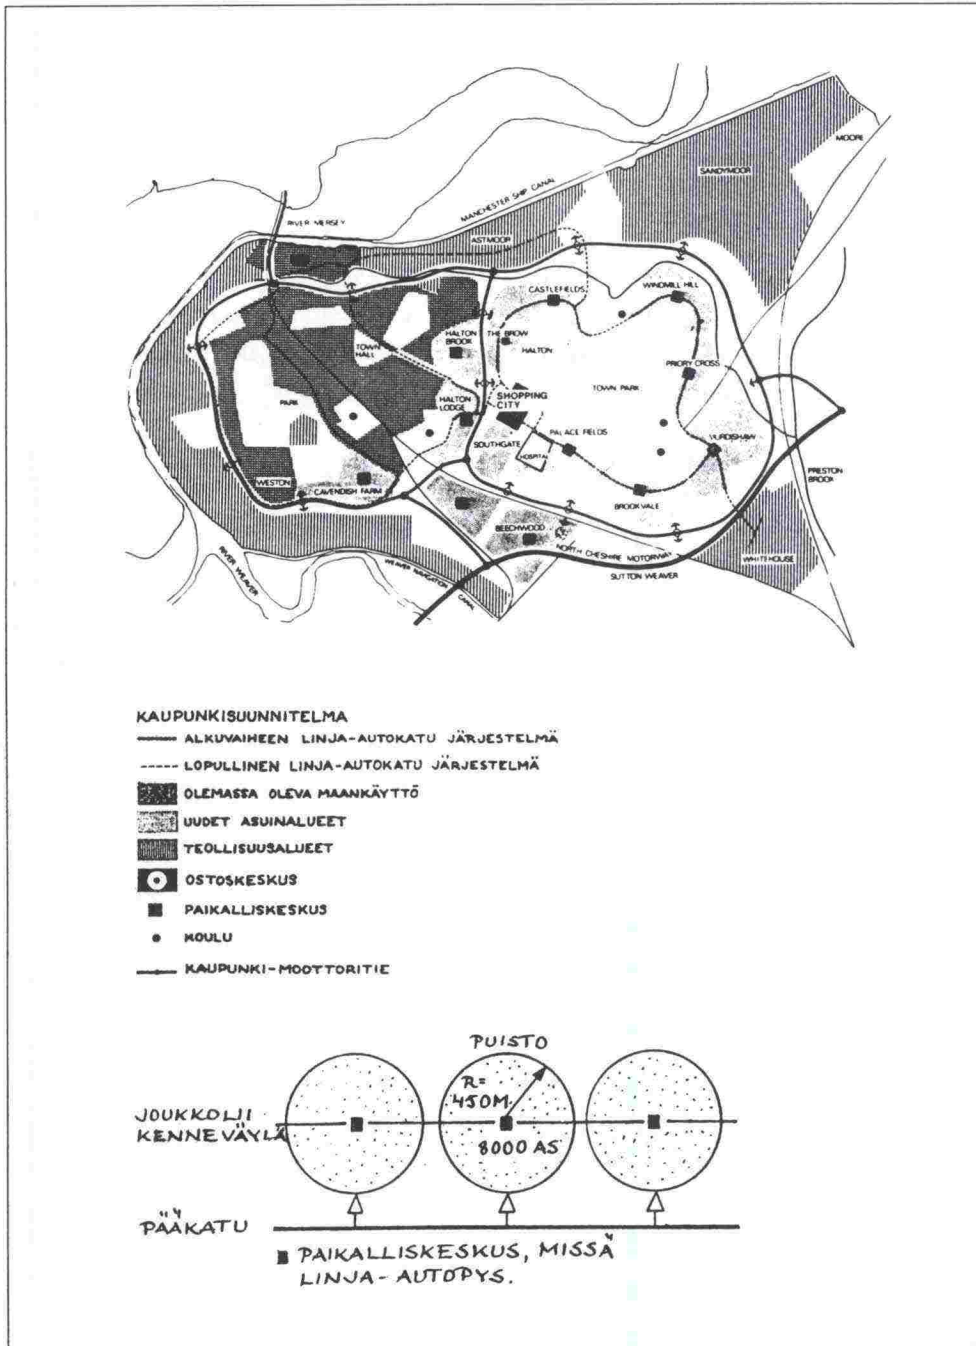 MOORE
SANDYMOOR
MANCHESTER SHIP CANAL
RIVER MERSEY
ASTMOOR
CASTLEFIELDS
WINDMILL HILL
HALTON
BROOK
THE BROW
HALTON
TOWN
HALL
PRIORY CROSS
TOWN PARK
PARK
HALTON
LODGE
SHOPPING
CITY
PALACE FIELDS
MURDISHAW
SOUTHGATE
HOSPITAL
PRESTON
BROOK
WESTON
CAVENDISH FARM
BROOKVALE
BEECHWOOD
NORTH CHESHIRE MOTORWAY
WHITEHOUSE
SUTTON WEAVER
RIVER WEAVER
WEAVER NAVIGATION
CANAL
KAUPUNKISUUNNITELMA
ALKUVAIHEEN LINJA-AUTOKATU JÄRJESTELMÄ
LOPULLINEN LINJA-AUTOKATU JÄRJESTELMÄ
OLEMASSA OLEVA MAANKÄYTTÖ
UUDET ASUINALUEET
TEOLLISUUSALUEET
OSTOSKESKUS
PAIKALLISKESKUS
KOULU
KAUPUNKI-MOOTTORITIE
PUISTO
R=
450M
JOUKKOLII
KENNEVÄYLÄ
8000 AS
PÄÄKATU
PAIKALLISKESKUS, MISSÄ
LINJA-AUTOPYS.